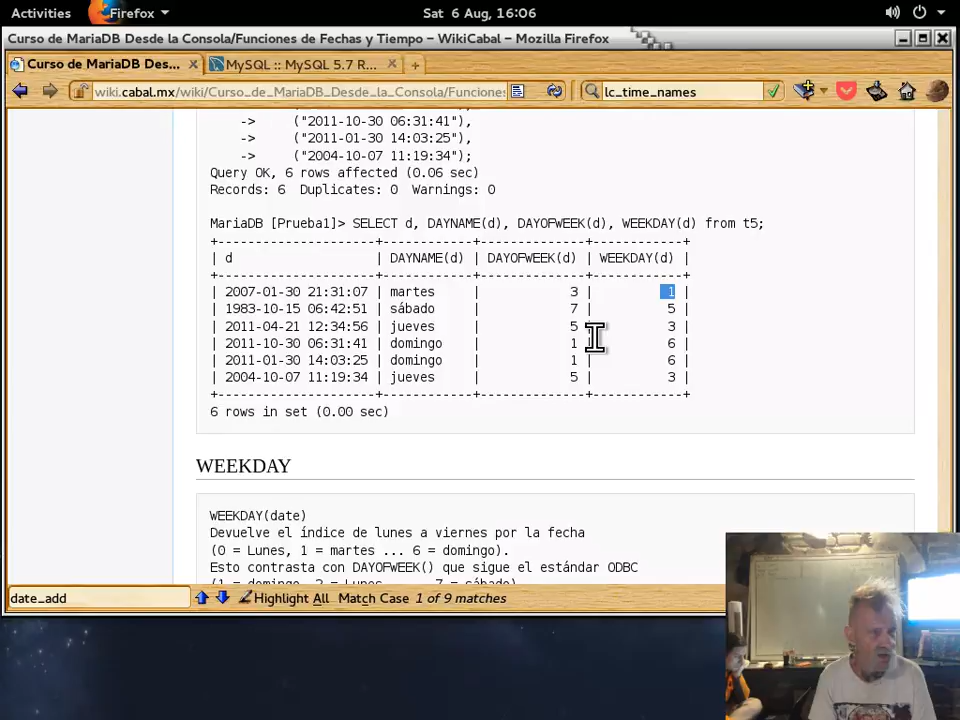 Activities Firefox Sat 6 Aug, 16:06
Curso de MariaDB Desde la Consola/Funciones de Fechas y Tiempo – WikiCabal – Mozilla Firefox
Curso de MariaDB Des... MySQL :: MySQL 5.7 R...
wiki.cabal.mx/wiki/Curso_de_MariaDB_Desde_la_Consola/Funciones lc_time_names
-> ("2011-10-30 06:31:41"),
-> ("2011-01-30 14:03:25"),
-> ("2004-10-07 11:19:34");
Query OK, 6 rows affected (0.06 sec)
Records: 6 Duplicates: 0 Warnings: 0
MariaDB [Prueba1]> SELECT d, DAYNAME(d), DAYOFWEEK(d), WEEKDAY(d) from t5;
+---------------------+------------+--------------+------------+
| d | DAYNAME(d) | DAYOFWEEK(d) | WEEKDAY(d) |
+---------------------+------------+--------------+------------+
| 2007-01-30 21:31:07 | martes | 3 | 1 |
| 1983-10-15 06:42:51 | sábado | 7 | 5 |
| 2011-04-21 12:34:56 | jueves | 5 | 3 |
| 2011-10-30 06:31:41 | domingo | 1 | 6 |
| 2011-01-30 14:03:25 | domingo | 1 | 6 |
| 2004-10-07 11:19:34 | jueves | 5 | 3 |
+---------------------+------------+--------------+------------+
6 rows in set (0.00 sec)
WEEKDAY
WEEKDAY(date)
Devuelve el índice de lunes a viernes por la fecha
(0 = Lunes, 1 = martes ... 6 = domingo).
Esto contrasta con DAYOFWEEK() que sigue el estándar ODBC
(1 = domingo, 2 = Lunes, ..., 7 = sábado)
date_add Highlight All Match Case 1 of 9 matches